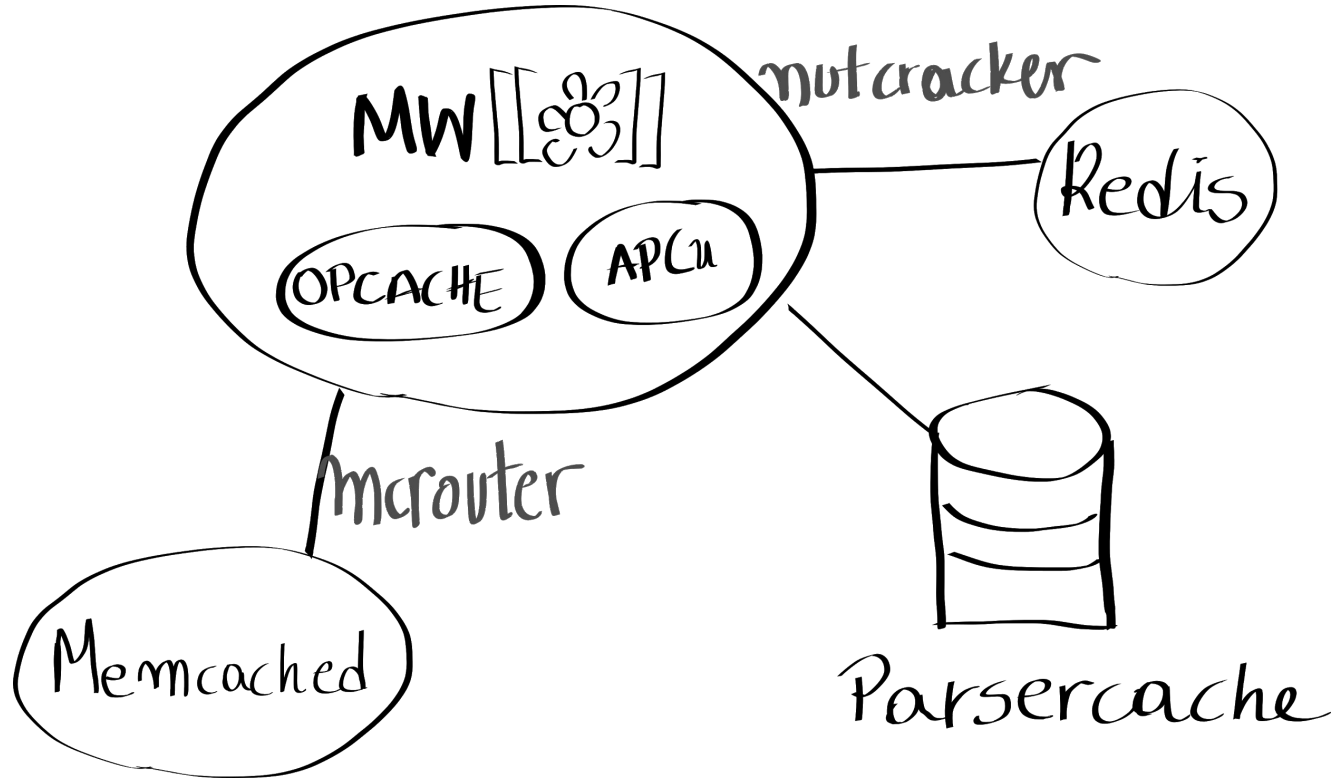 MW[[ ]]
nutcracker
Redis
OPCACHE
APCu
mcrouter
Memcached
Parsercache